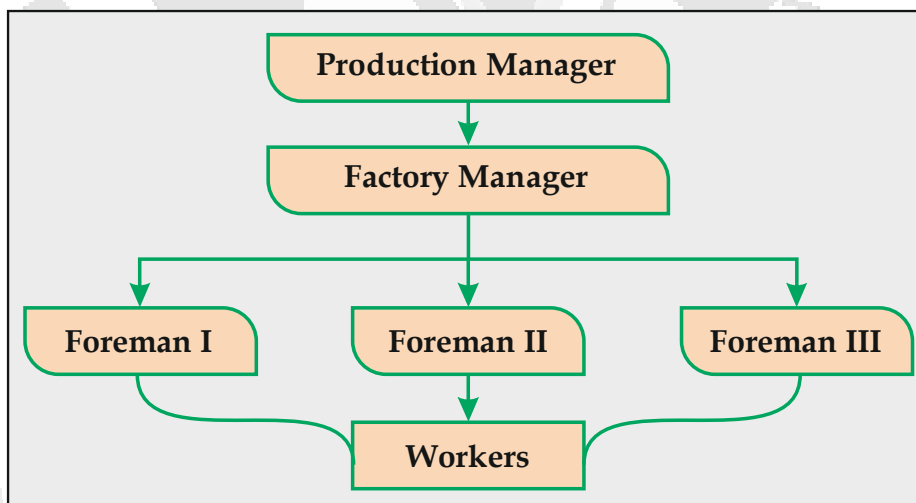 Production Manager
Factory Manager
Foreman I
Foreman II
Foreman III
Workers